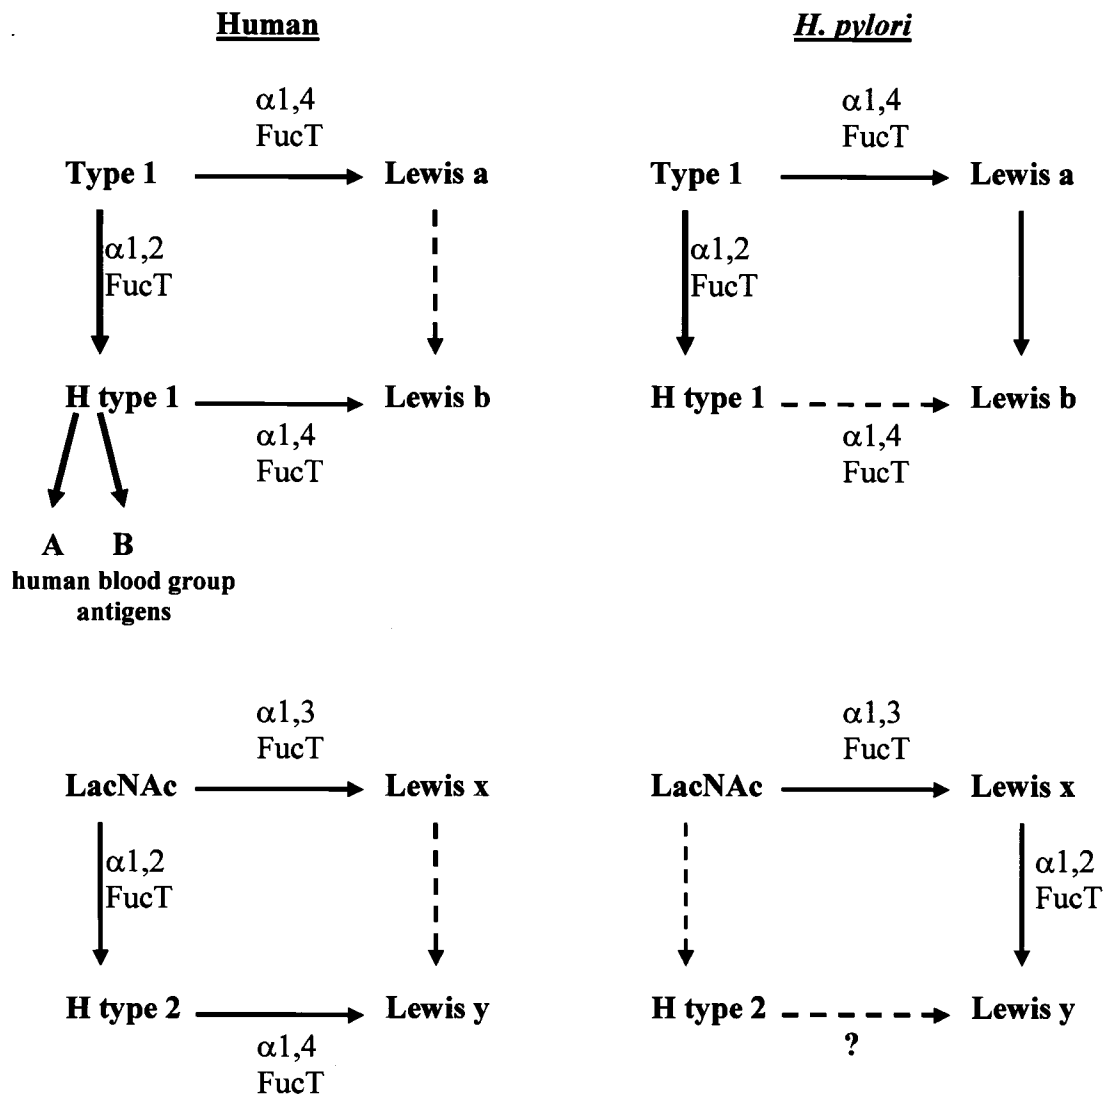 Human
H. pylori
α1,4
FucT
α1,4
FucT
Type 1
Lewis a
Type 1
Lewis a
α1,2
FucT
α1,2
FucT
H type 1
Lewis b
H type 1
Lewis b
α1,4
FucT
α1,4
FucT
A B
human blood group
antigens
α1,3
FucT
α1,3
FucT
LacNAc
Lewis x
LacNAc
Lewis x
α1,2
FucT
α1,2
FucT
H type 2
Lewis y
H type 2
Lewis y
α1,4
FucT
?